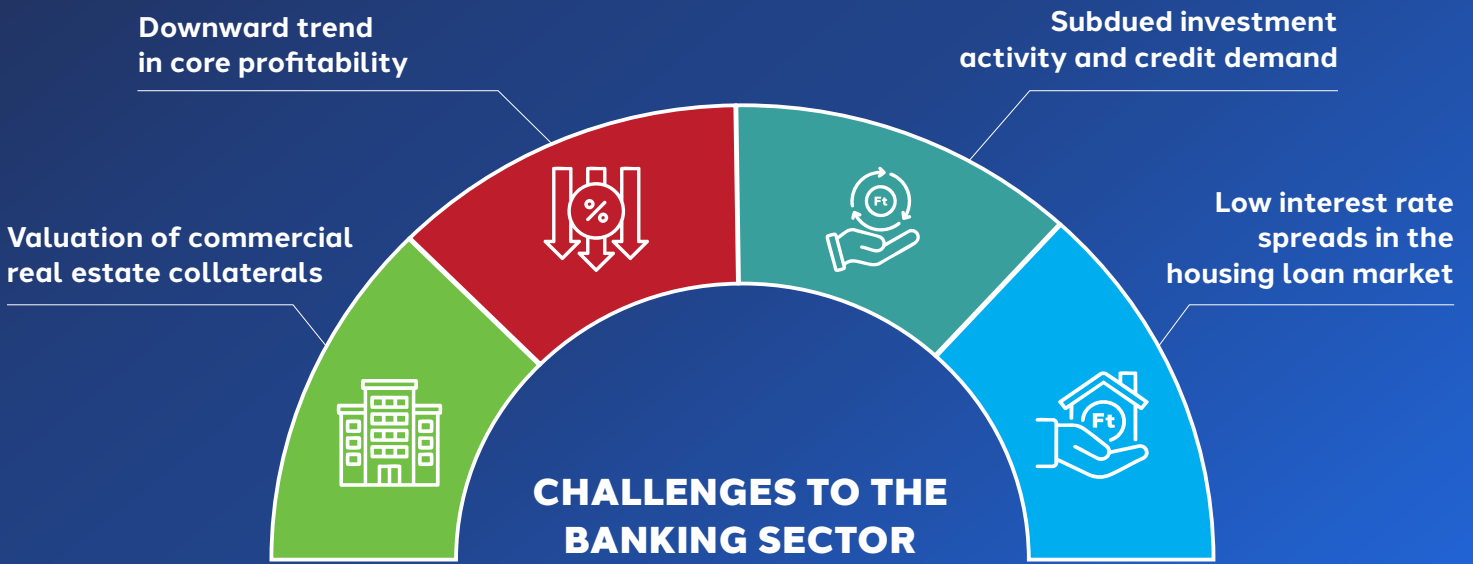 Downward trend
in core profitability
Subdued investment
activity and credit demand
Valuation of commercial
real estate collaterals
Low interest rate
spreads in the
housing loan market
%
Ft
Ft
CHALLENGES TO THE
BANKING SECTOR